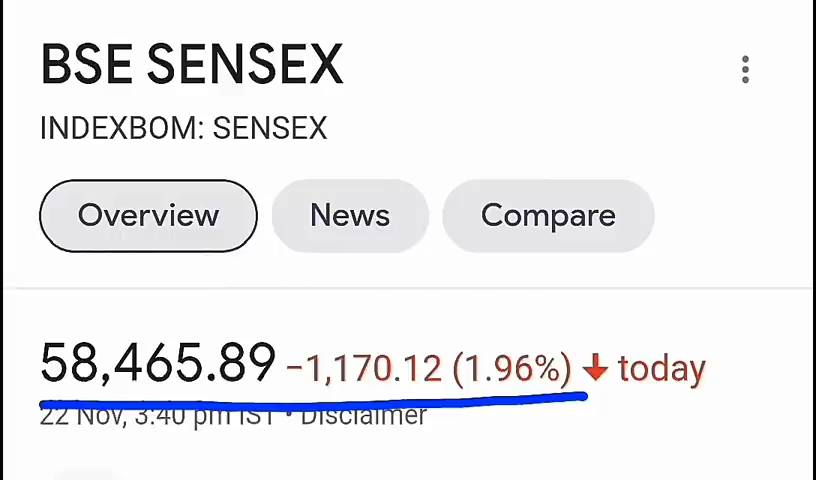 BSE SENSEX
INDEXBOM: SENSEX
Overview News Compare
58,465.89 -1,170.12 (1.96%) ↓ today
22 Nov, 3:40 pm IST • Disclaimer